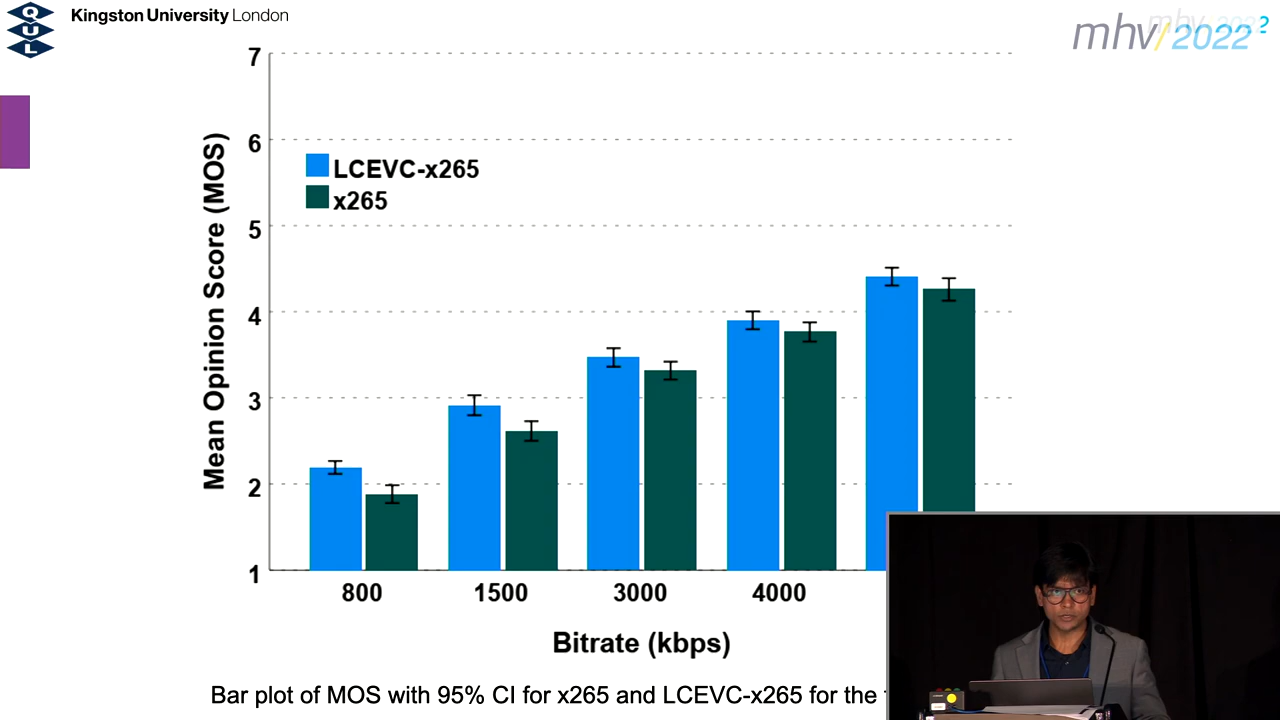 QUL
Kingston University London
mhv/2022
7
6
5
4
3
2
1
Mean Opinion Score (MOS)
LCEVC-x265
x265
800 1500 3000 4000
Bitrate (kbps)
Bar plot of MOS with 95% CI for x265 and LCEVC-x265 for the